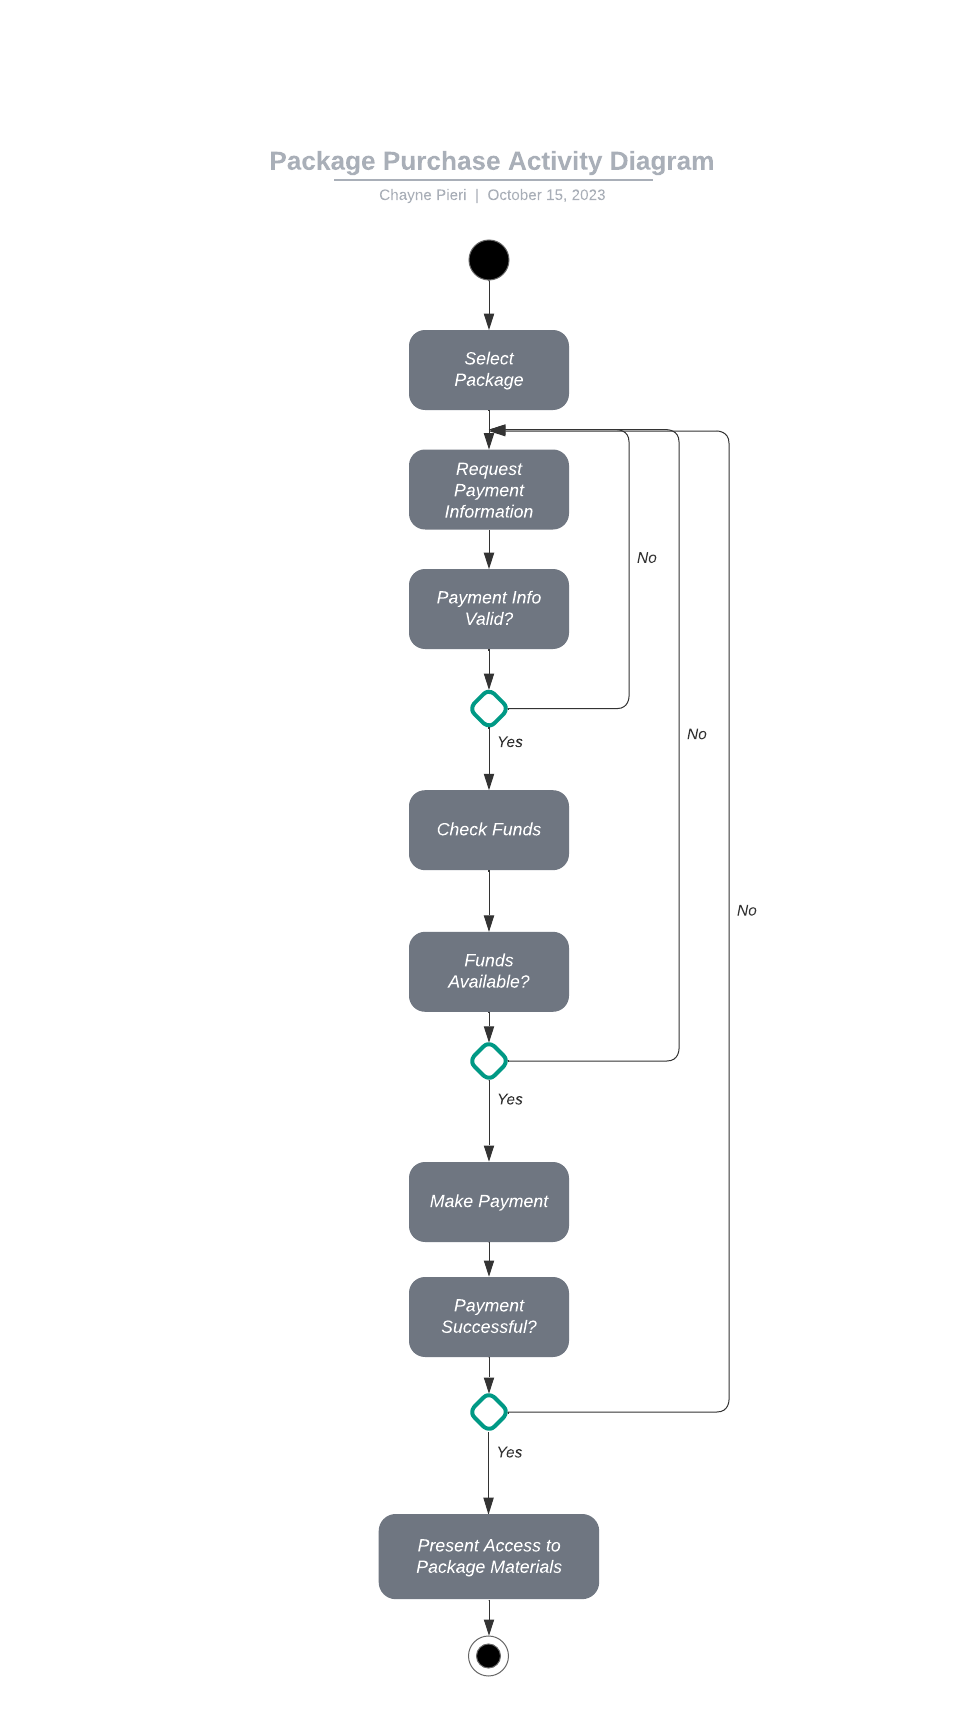 Package Purchase Activity Diagram
Chayne Pieri | October 15, 2023
Select
Package
Request
Payment
Information
No
Payment Info
Valid?
No
Yes
Check Funds
No
Funds
Available?
Yes
Make Payment
Payment
Successful?
Yes
Present Access to
Package Materials